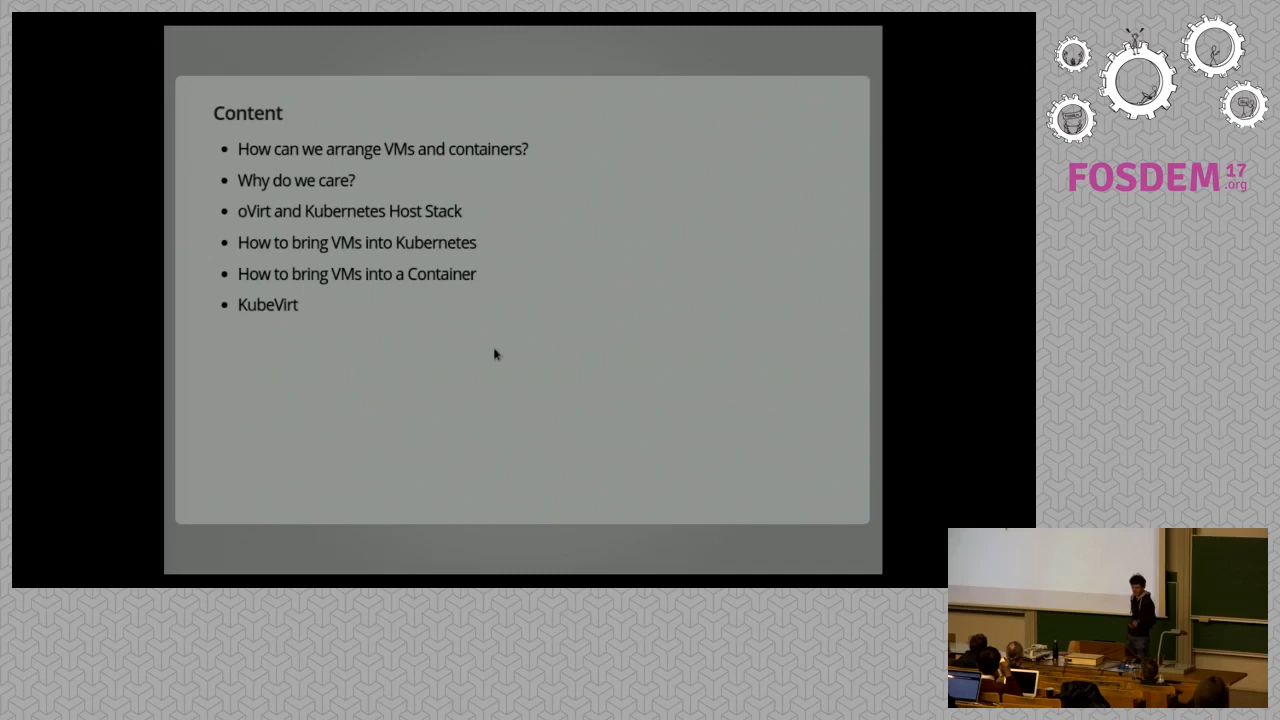 Content
How can we arrange VMs and containers?
Why do we care?
oVirt and Kubernetes Host Stack
How to bring VMs into Kubernetes
How to bring VMs into a Container
KubeVirt
FOSDEM 17
.org